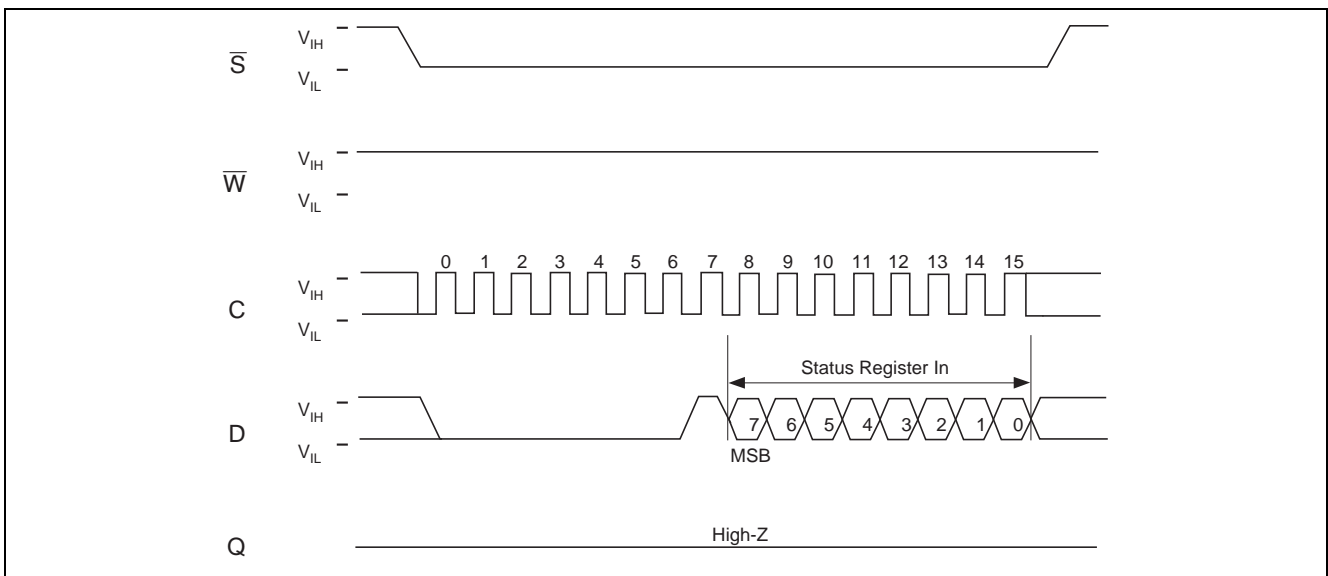 S̅ V_IH
V_IL
W̅ V_IH
V_IL
0 1 2 3 4 5 6 7 8 9 10 11 12 13 14 15
C V_IH
V_IL
Status Register In
D V_IH
V_IL
7 6 5 4 3 2 1 0
MSB
Q High-Z